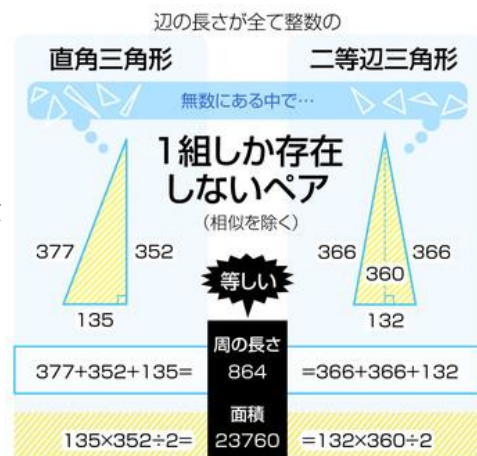 辺の長さが全て整数の
直角三角形
二等辺三角形
無数にある中で…
1組しか存在
しないペア
(相似を除く)
377
352
135
366
366
360
132
等しい
周の長さ
377+352+135=
864
=366+366+132
面積
135×352÷2=
23760
=132×360÷2